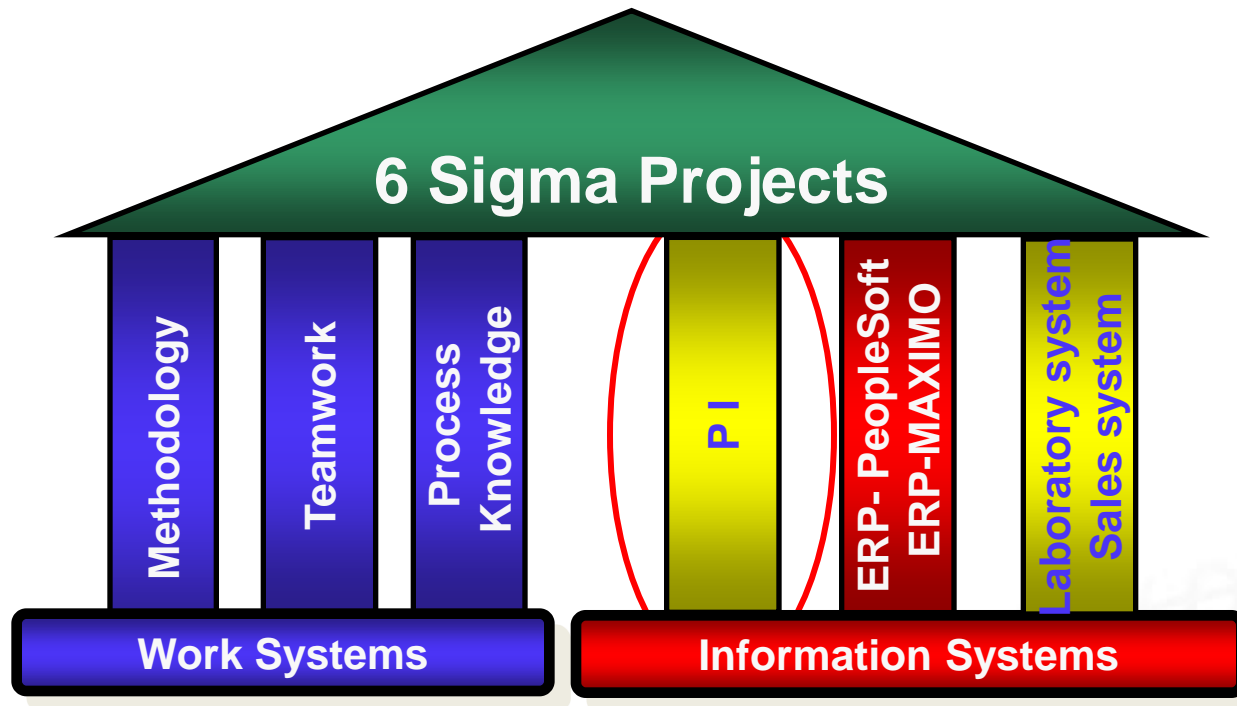 6 Sigma Projects
Methodology
Teamwork
Process
Knowledge
P I
ERP- PeopleSoft
ERP-MAXIMO
Laboratory system
Sales system
Work Systems
Information Systems